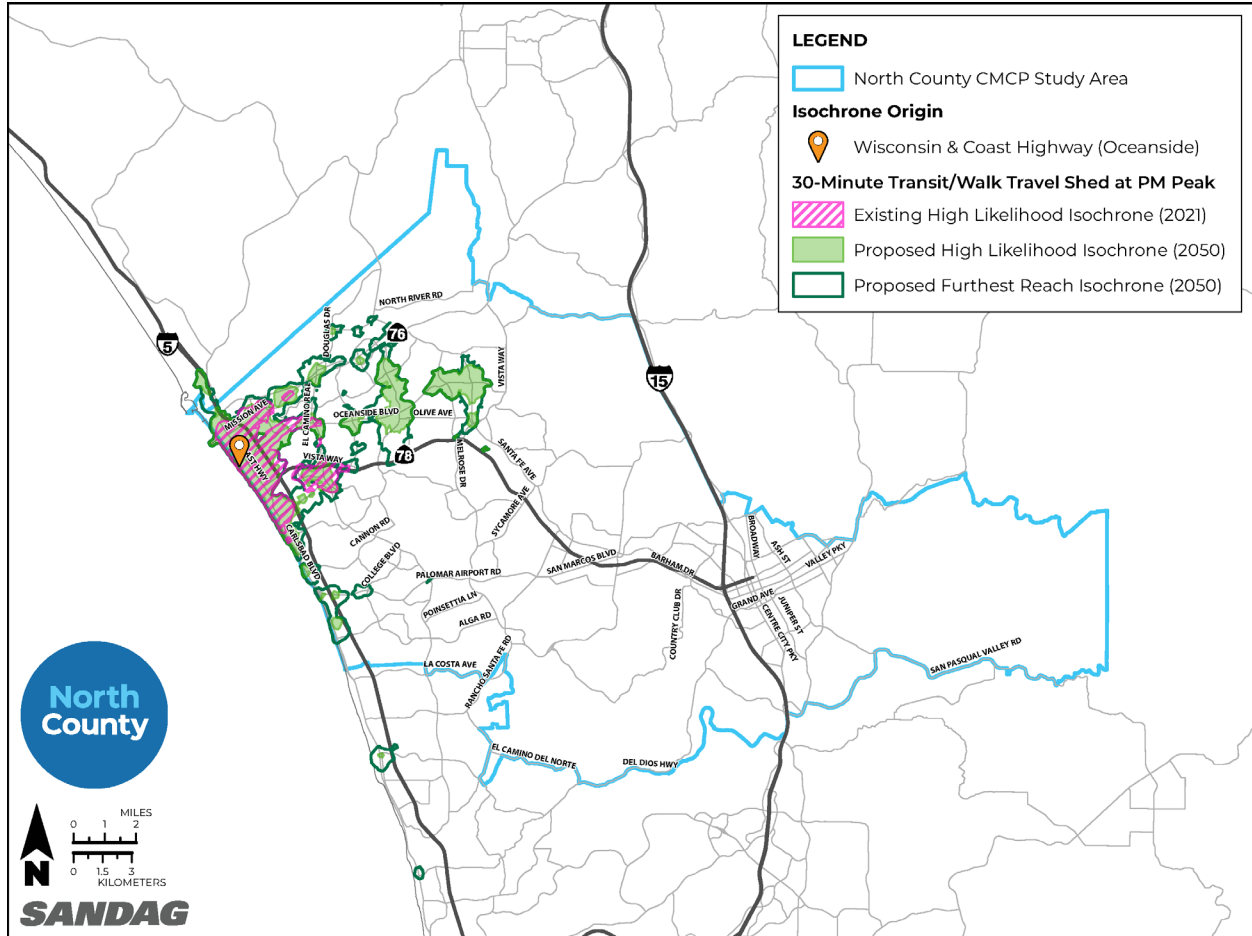 LEGEND
North County CMCP Study Area
Isochrone Origin
Wisconsin & Coast Highway (Oceanside)
30-Minute Transit/Walk Travel Shed at PM Peak
Existing High Likelihood Isochrone (2021)
Proposed High Likelihood Isochrone (2050)
Proposed Furthest Reach Isochrone (2050)
NORTH RIVER RD
DOUGLAS DR
76
5
VISTA WAY
15
MISSION AVE
EL CAMINO REAL
OCEANSIDE BLVD
OLIVE AVE
AST HWY
VISTA WAY
78
MELROSE DR
SANTA FE AVE
SYCAMORE AVE
CANNON RD
CARLSBAD BLVD
COLLEGE BLVD
PALOMAR AIRPORT RD
SAN MARCOS BLVD
BARHAM DR
BROADWAY
ASH ST
VALLEY PKY
GRAND AVE
JUNIPER ST
CENTRE CITY PKY
POINSETTIA LN
ALGA RD
COUNTRY CLUB DR
RANCHO SANTA FE RD
LA COSTA AVE
SAN PASQUAL VALLEY RD
EL CAMINO DEL NORTE
DEL DIOS HWY
North
County
MILES
0 1 2
0 1.5 3
KILOMETERS
N
SANDAG